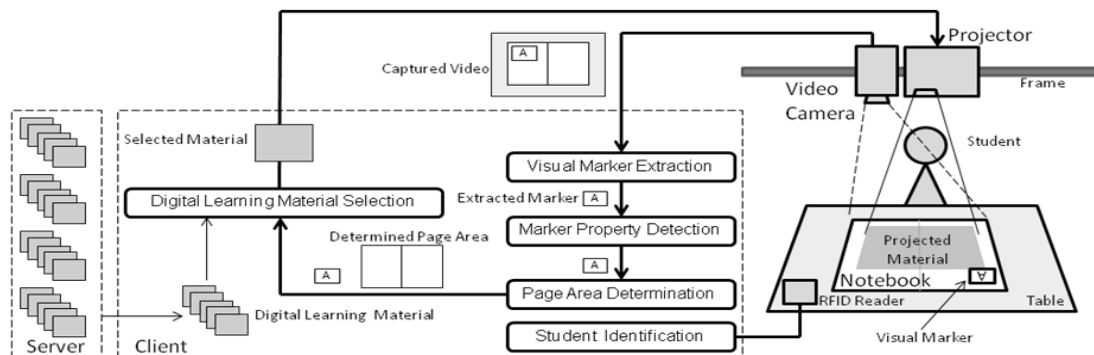 Projector
Captured Video
A
Video
Camera
Frame
Selected Material
Student
Visual Marker Extraction
Digital Learning Material Selection
Extracted Marker
A
Determined Page Area
Marker Property Detection
Projected
Material
A
A
Page Area Determination
Notebook
A
RFID Reader
Table
Digital Learning Material
Student Identification
Visual Marker
Server
Client